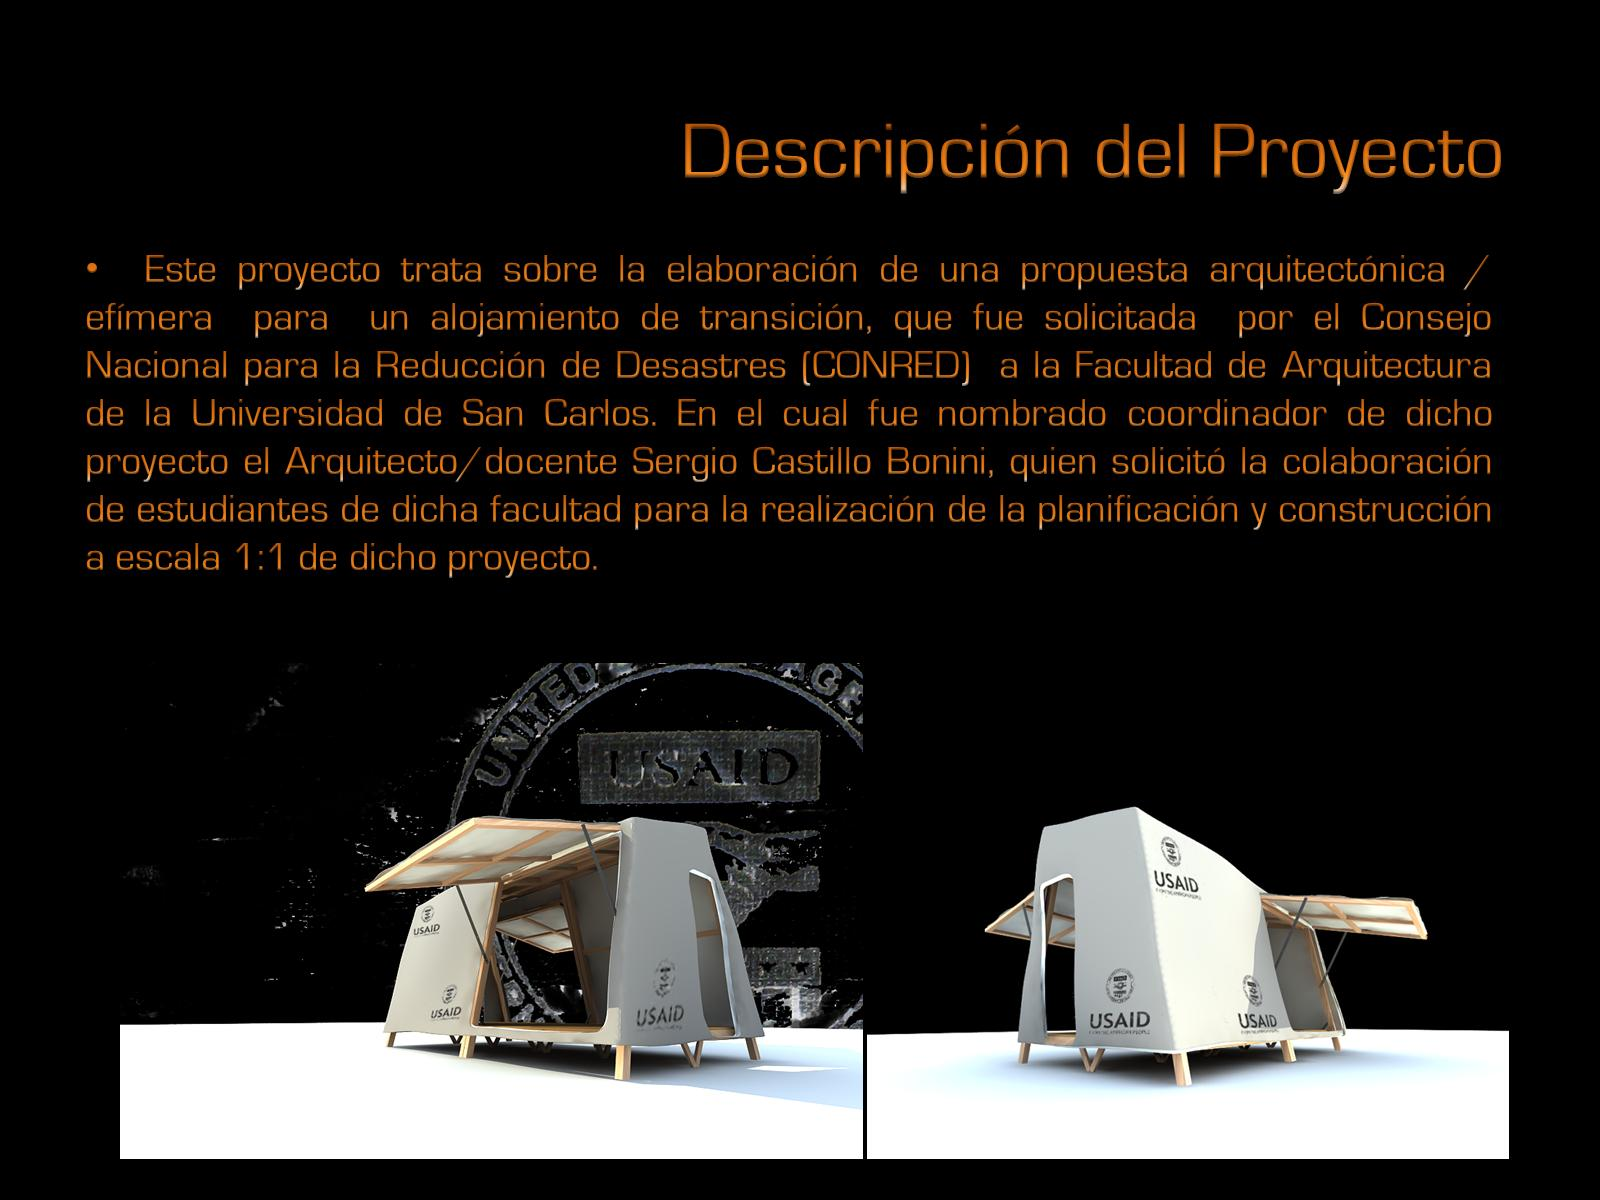 Descripción del Proyecto
• Este proyecto trata sobre la elaboración de una propuesta arquitectónica /
efímera para un alojamiento de transición, que fue solicitada por el Consejo
Nacional para la Reducción de Desastres (CONRED) a la Facultad de Arquitectura
de la Universidad de San Carlos. En el cual fue nombrado coordinador de dicho
proyecto el Arquitecto/docente Sergio Castillo Bonini, quien solicitó la colaboración
de estudiantes de dicha facultad para la realización de la planificación y construcción
a escala 1:1 de dicho proyecto.
UNITED
USAID
USAID
USAID
USAID
USAID
USAID
USAID